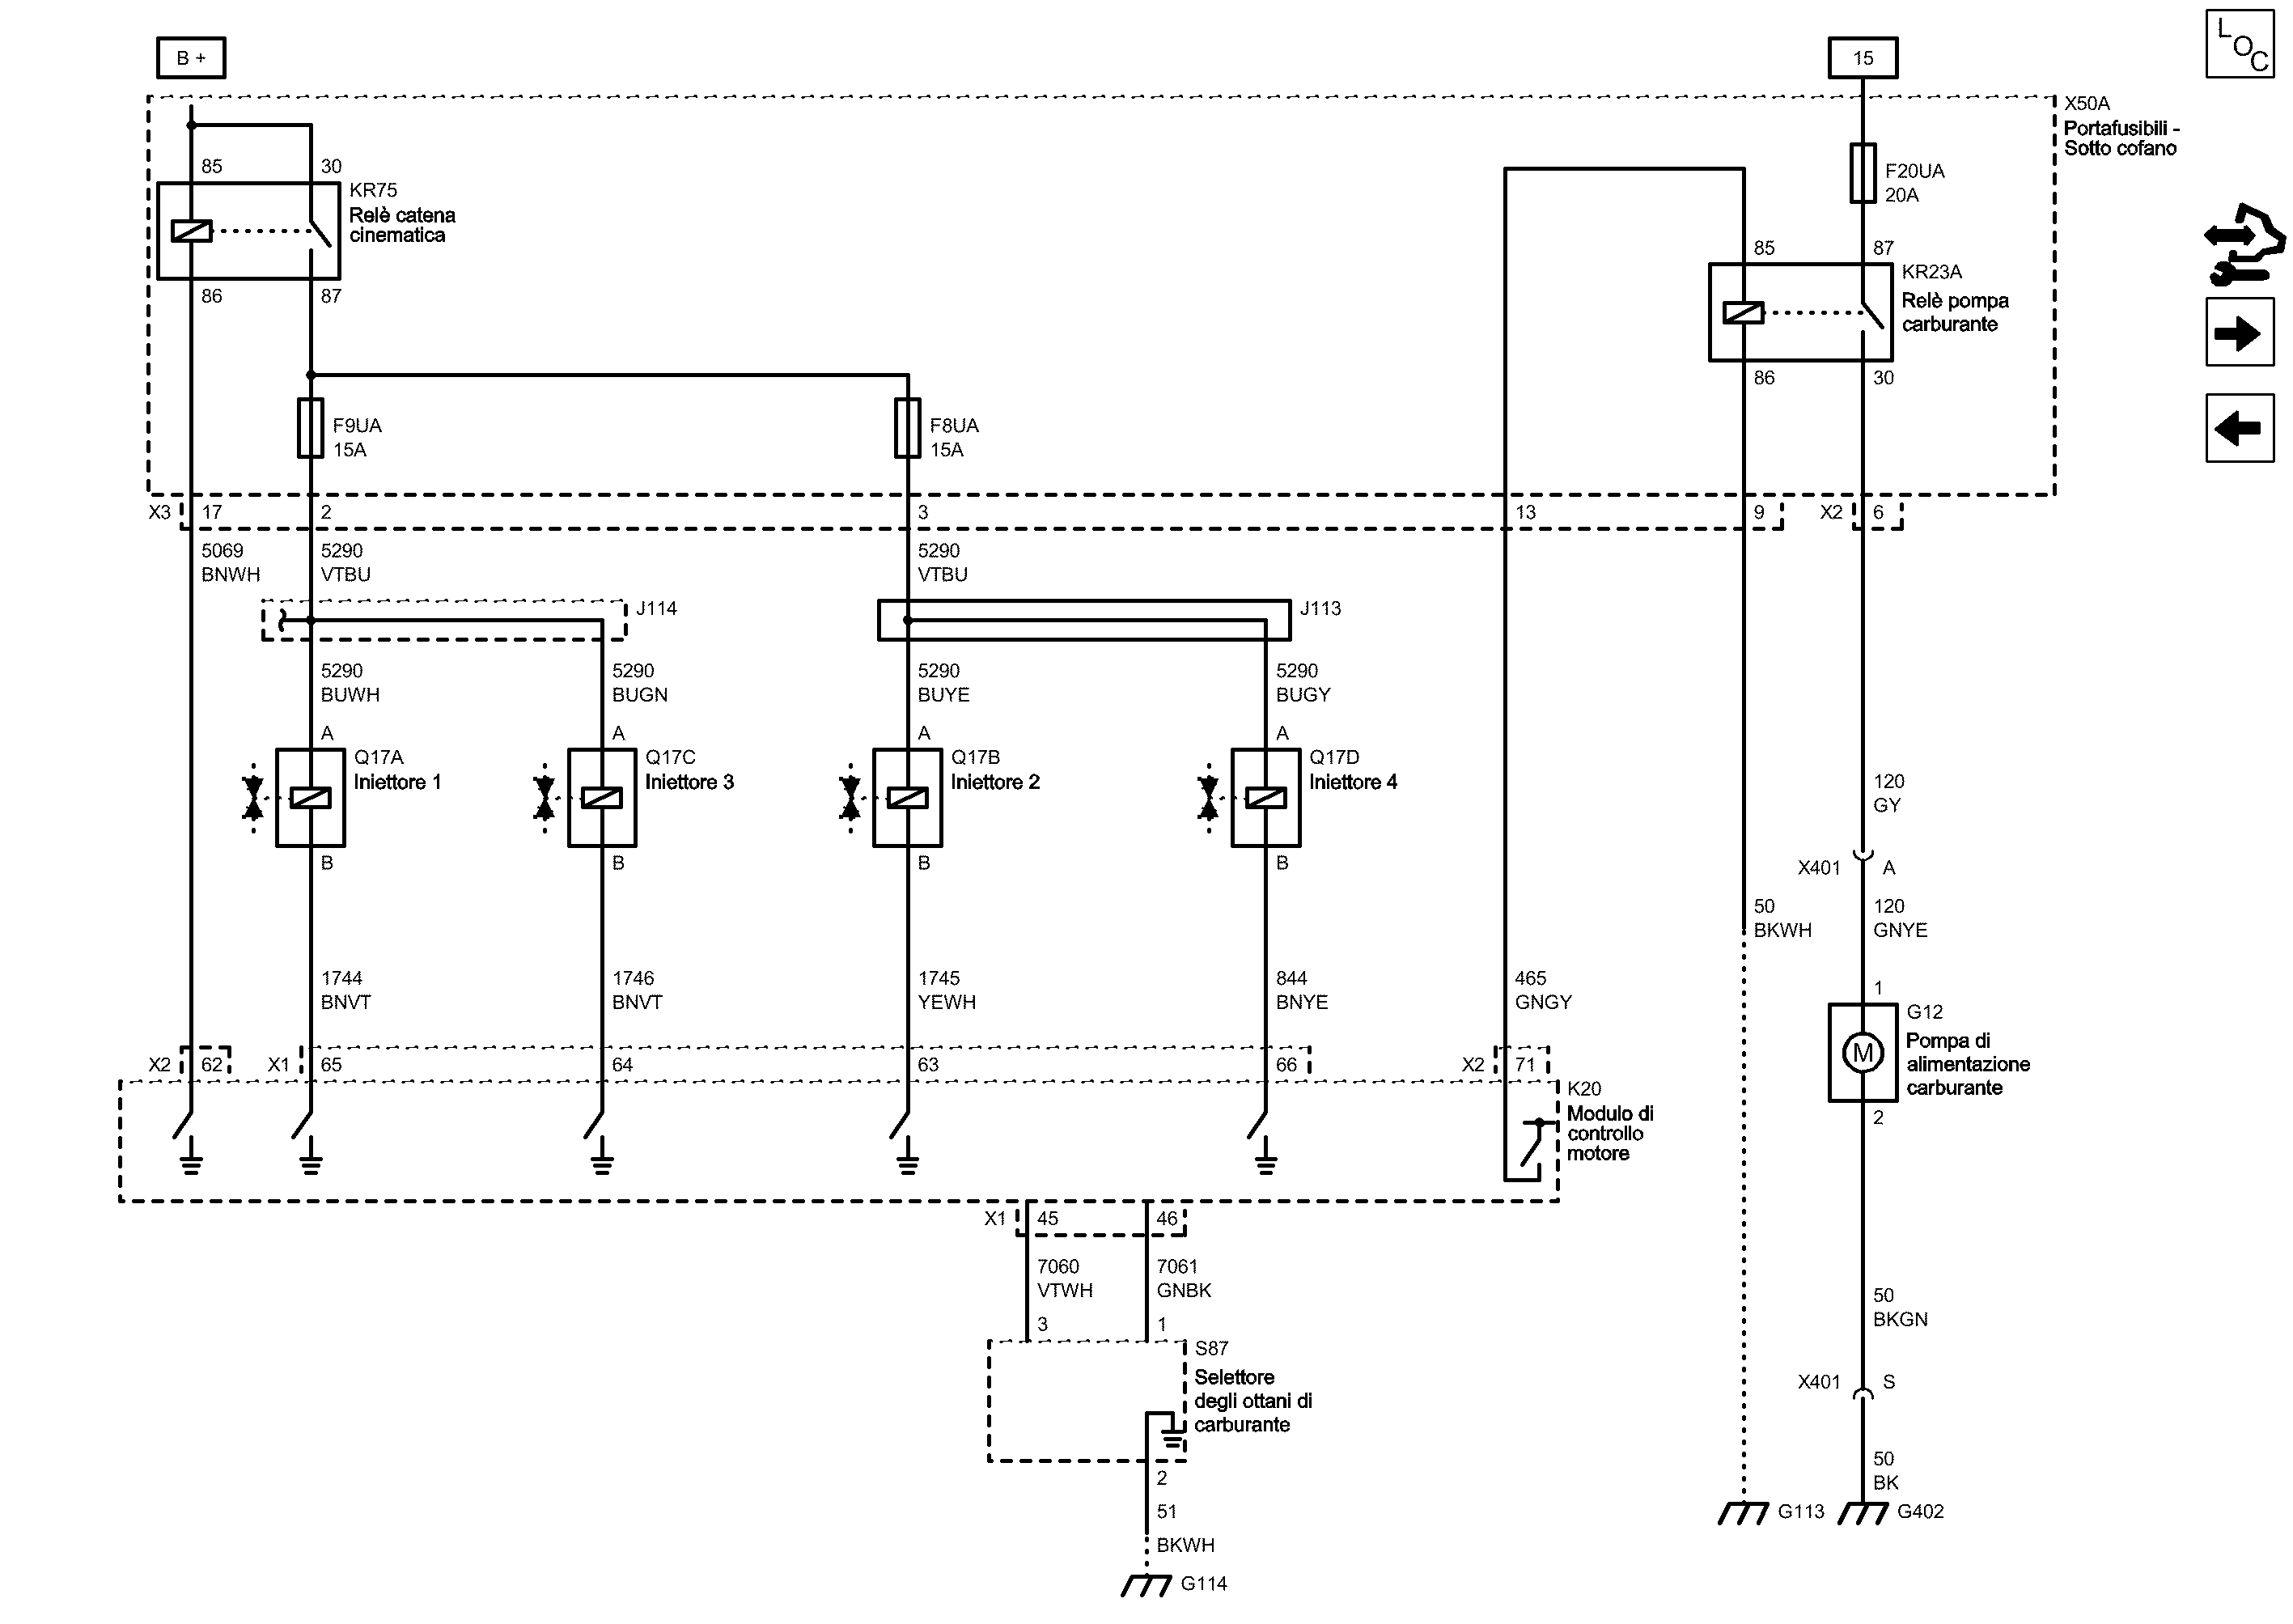 B +
15
L
O
C
X50A
Portafusibili -
Sotto cofano
85
30
KR75
Relè catena
cinematica
86
87
F20UA
20A
85
87
KR23A
Relè pompa
carburante
86
30
F9UA
15A
F8UA
15A
X3
17
2
3
13
9
X2
6
5069
BNWH
5290
VTBU
5290
VTBU
J114
J113
5290
BUWH
5290
BUGN
5290
BUYE
5290
BUGY
A
A
A
A
Q17A
Iniettore 1
Q17C
Iniettore 3
Q17B
Iniettore 2
Q17D
Iniettore 4
B
B
B
B
120
GY
X401
A
50
BKWH
120
GNYE
1744
BNVT
1746
BNVT
1745
YEWH
844
BNYE
465
GNGY
1
G12
Pompa di
alimentazione
carburante
M
2
X2
62
X1
65
64
63
66
X2
71
K20
Modulo di
controllo
motore
X1
45
46
7060
VTWH
7061
GNBK
3
1
S87
Selettore
degli ottani di
carburante
50
BKGN
X401
S
2
51
BKWH
50
BK
G113
G402
G114